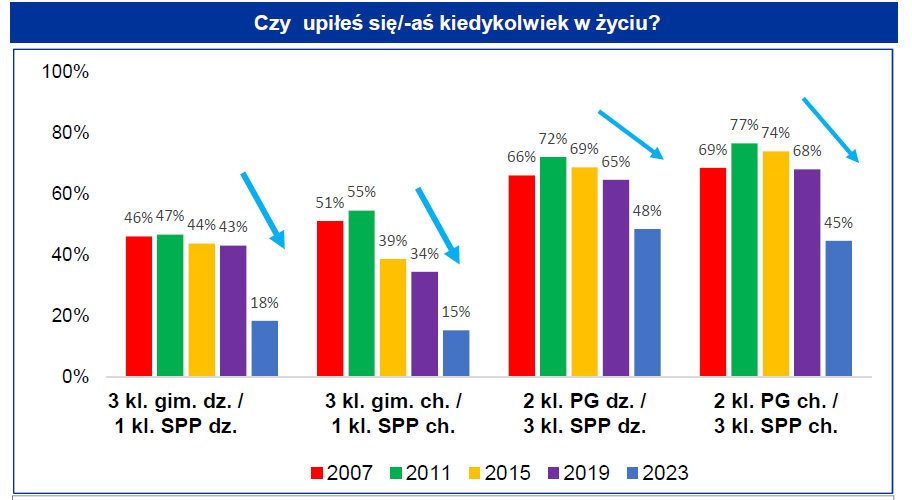 Czy upiłeś się/-aś kiedykolwiek w życiu?
100%
80%
60%
40%
20%
0%
46% 47% 44% 43% 18%
51% 55% 39% 34% 15%
66% 72% 69% 65% 48%
69% 77% 74% 68% 45%
3 kl. gim. dz. /
1 kl. SPP dz.
3 kl. gim. ch. /
1 kl. SPP ch.
2 kl. PG dz. /
3 kl. SPP dz.
2 kl. PG ch. /
3 kl. SPP ch.
2007 2011 2015 2019 2023